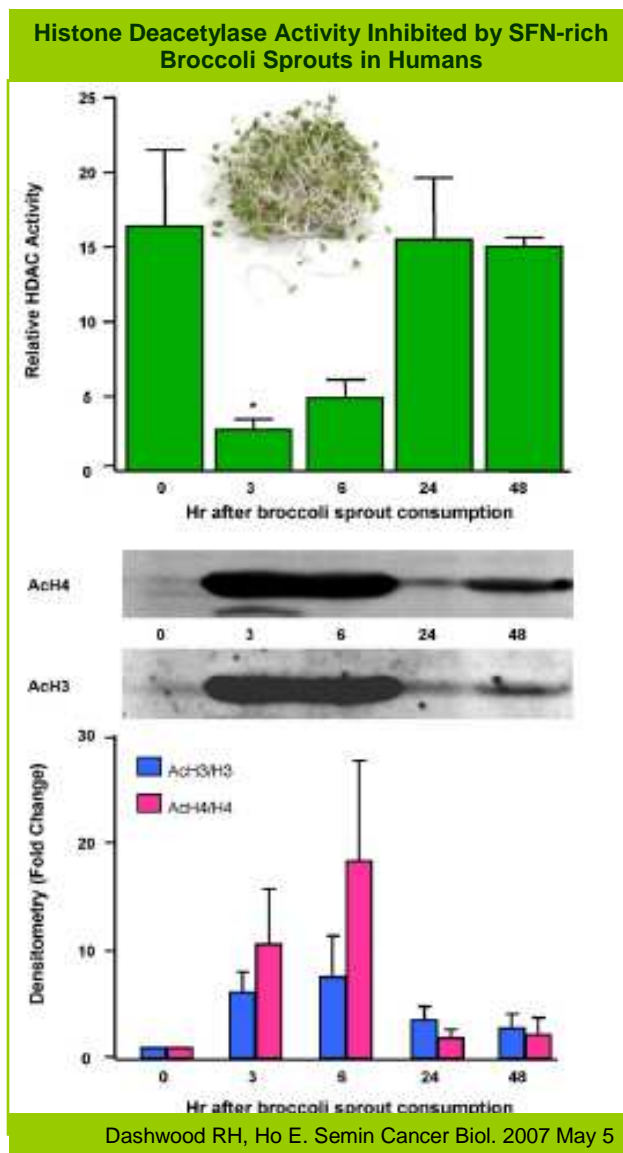 Histone Deacetylase Activity Inhibited by SFN-rich
Broccoli Sprouts in Humans
25
20
15
10
5
0
Relative HDAC Activity
*
0 3 6 24 48
Hr after broccoli sprout consumption
AcH4
0 3 6 24 48
AcH3
30
20
10
0
Densitometry (Fold Change)
AcH3/H3
AcH4/H4
0 3 6 24 48
Hr after broccoli sprout consumption
Dashwood RH, Ho E. Semin Cancer Biol. 2007 May 5